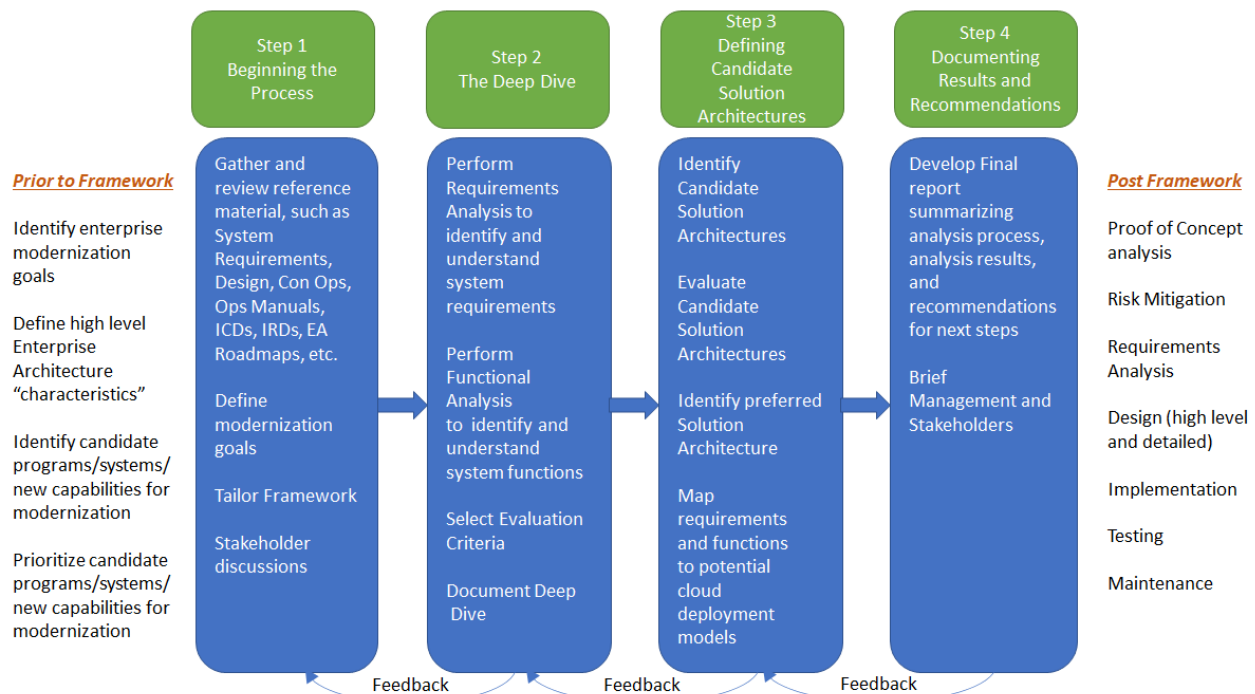 Prior to Framework
Identify enterprise
modernization
goals
Define high level
Enterprise
Architecture
“characteristics”
Identify candidate
programs/systems/
new capabilities for
modernization
Prioritize candidate
programs/systems/
new capabilities for
modernization
Step 1
Beginning the
Process
Gather and
review reference
material, such as
System
Requirements,
Design, Con Ops,
Ops Manuals,
ICDs, IRDs, EA
Roadmaps, etc.
Define
modernization
goals
Tailor Framework
Stakeholder
discussions
Step 2
The Deep Dive
Perform
Requirements
Analysis to
identify and
understand
system
requirements
Perform
Functional
Analysis
to identify and
understand
system functions
Select Evaluation
Criteria
Document Deep
Dive
Step 3
Defining
Candidate
Solution
Architectures
Identify
Candidate
Solution
Architectures
Evaluate
Candidate
Solution
Architectures
Identify preferred
Solution
Architecture
Map
requirements
and functions
to potential
cloud
deployment
models
Step 4
Documenting
Results and
Recommendations
Develop Final
report
summarizing
analysis process,
analysis results,
and
recommendations
for next steps
Brief
Management and
Stakeholders
Post Framework
Proof of Concept
analysis
Risk Mitigation
Requirements
Analysis
Design (high level
and detailed)
Implementation
Testing
Maintenance
Feedback
Feedback
Feedback